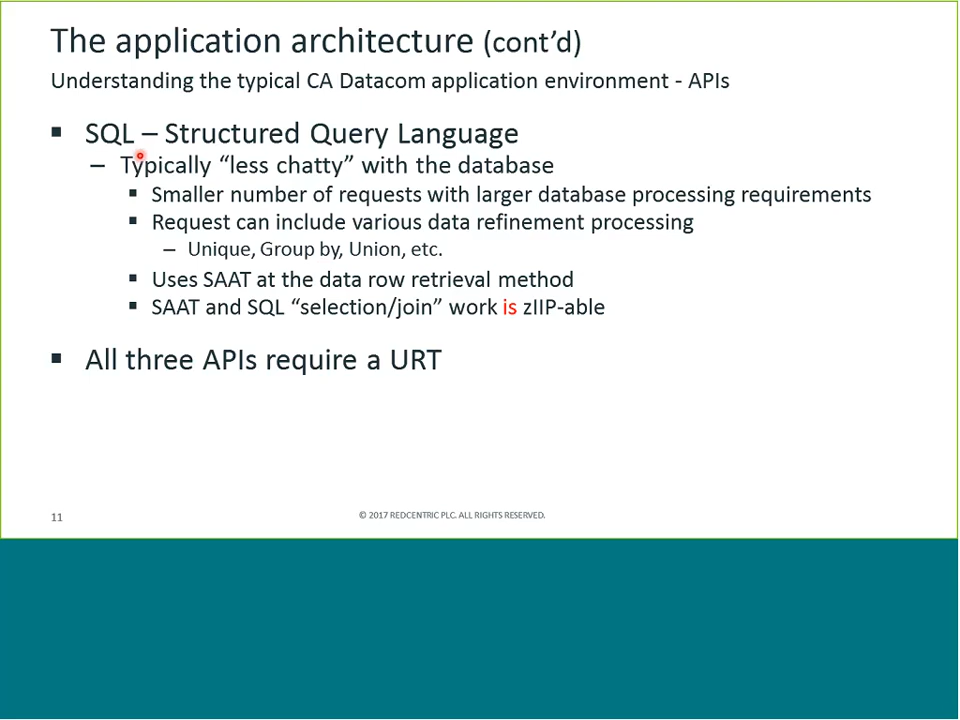 The application architecture (cont’d)
Understanding the typical CA Datacom application environment - APIs
▪ SQL – Structured Query Language
– Typically “less chatty” with the database
▪ Smaller number of requests with larger database processing requirements
▪ Request can include various data refinement processing
– Unique, Group by, Union, etc.
▪ Uses SAAT at the data row retrieval method
▪ SAAT and SQL “selection/join” work is zIIP-able
▪ All three APIs require a URT
11
© 2017 REDCENTRIC PLC. ALL RIGHTS RESERVED.